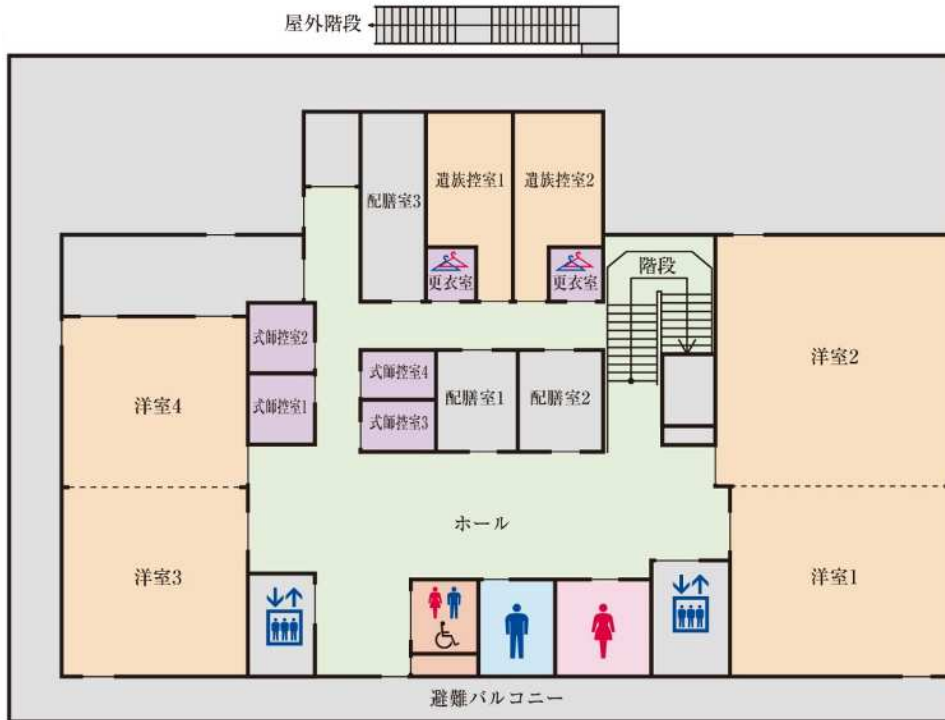 屋外階段
遺族控室1
遺族控室2
配膳室3
更衣室
更衣室
階段
式師控室2
洋室2
式師控室4
洋室4
式師控室1
配膳室1
配膳室2
式師控室3
ホール
洋室3
洋室1
避難バルコニー